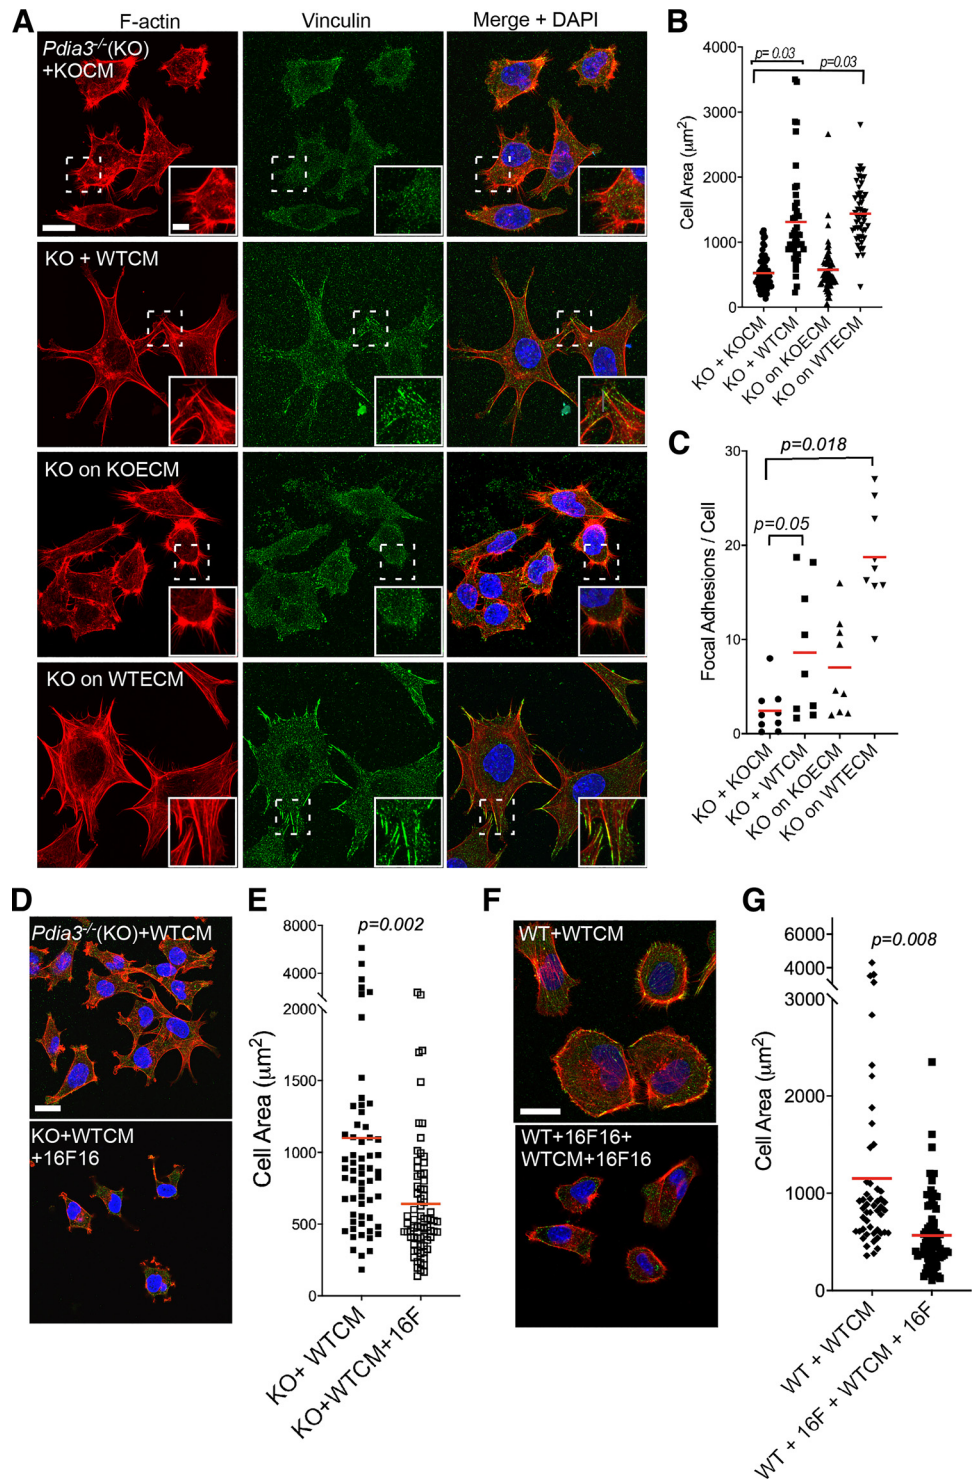 A
F-actin
Vinculin
Merge + DAPI
Pdia3-/-(KO)
+KOCM
KO + WTCM
KO on KOECM
KO on WTECM
B
4000
3000
2000
1000
0
Cell Area (μm²)
p= 0.03
p=0.03
KO + KOCM
KO + WTCM
KO on KOECM
KO on WTECM
C
30
20
10
0
Focal Adhesions / Cell
p=0.018
p=0.05
KO + KOCM
KO + WTCM
KO on KOECM
KO on WTECM
D
Pdia3-/-(KO)+WTCM
KO+WTCM
+16F16
E
8000
4000
2000
1500
1000
500
0
Cell Area (μm²)
p=0.002
KO+ WTCM
KO+WTCM+16F
F
WT+WTCM
WT+16F16+
WTCM+16F16
G
6000
4000
3000
2000
1000
0
Cell Area (μm²)
p=0.008
WT + WTCM
WT + 16F + WTCM + 16F